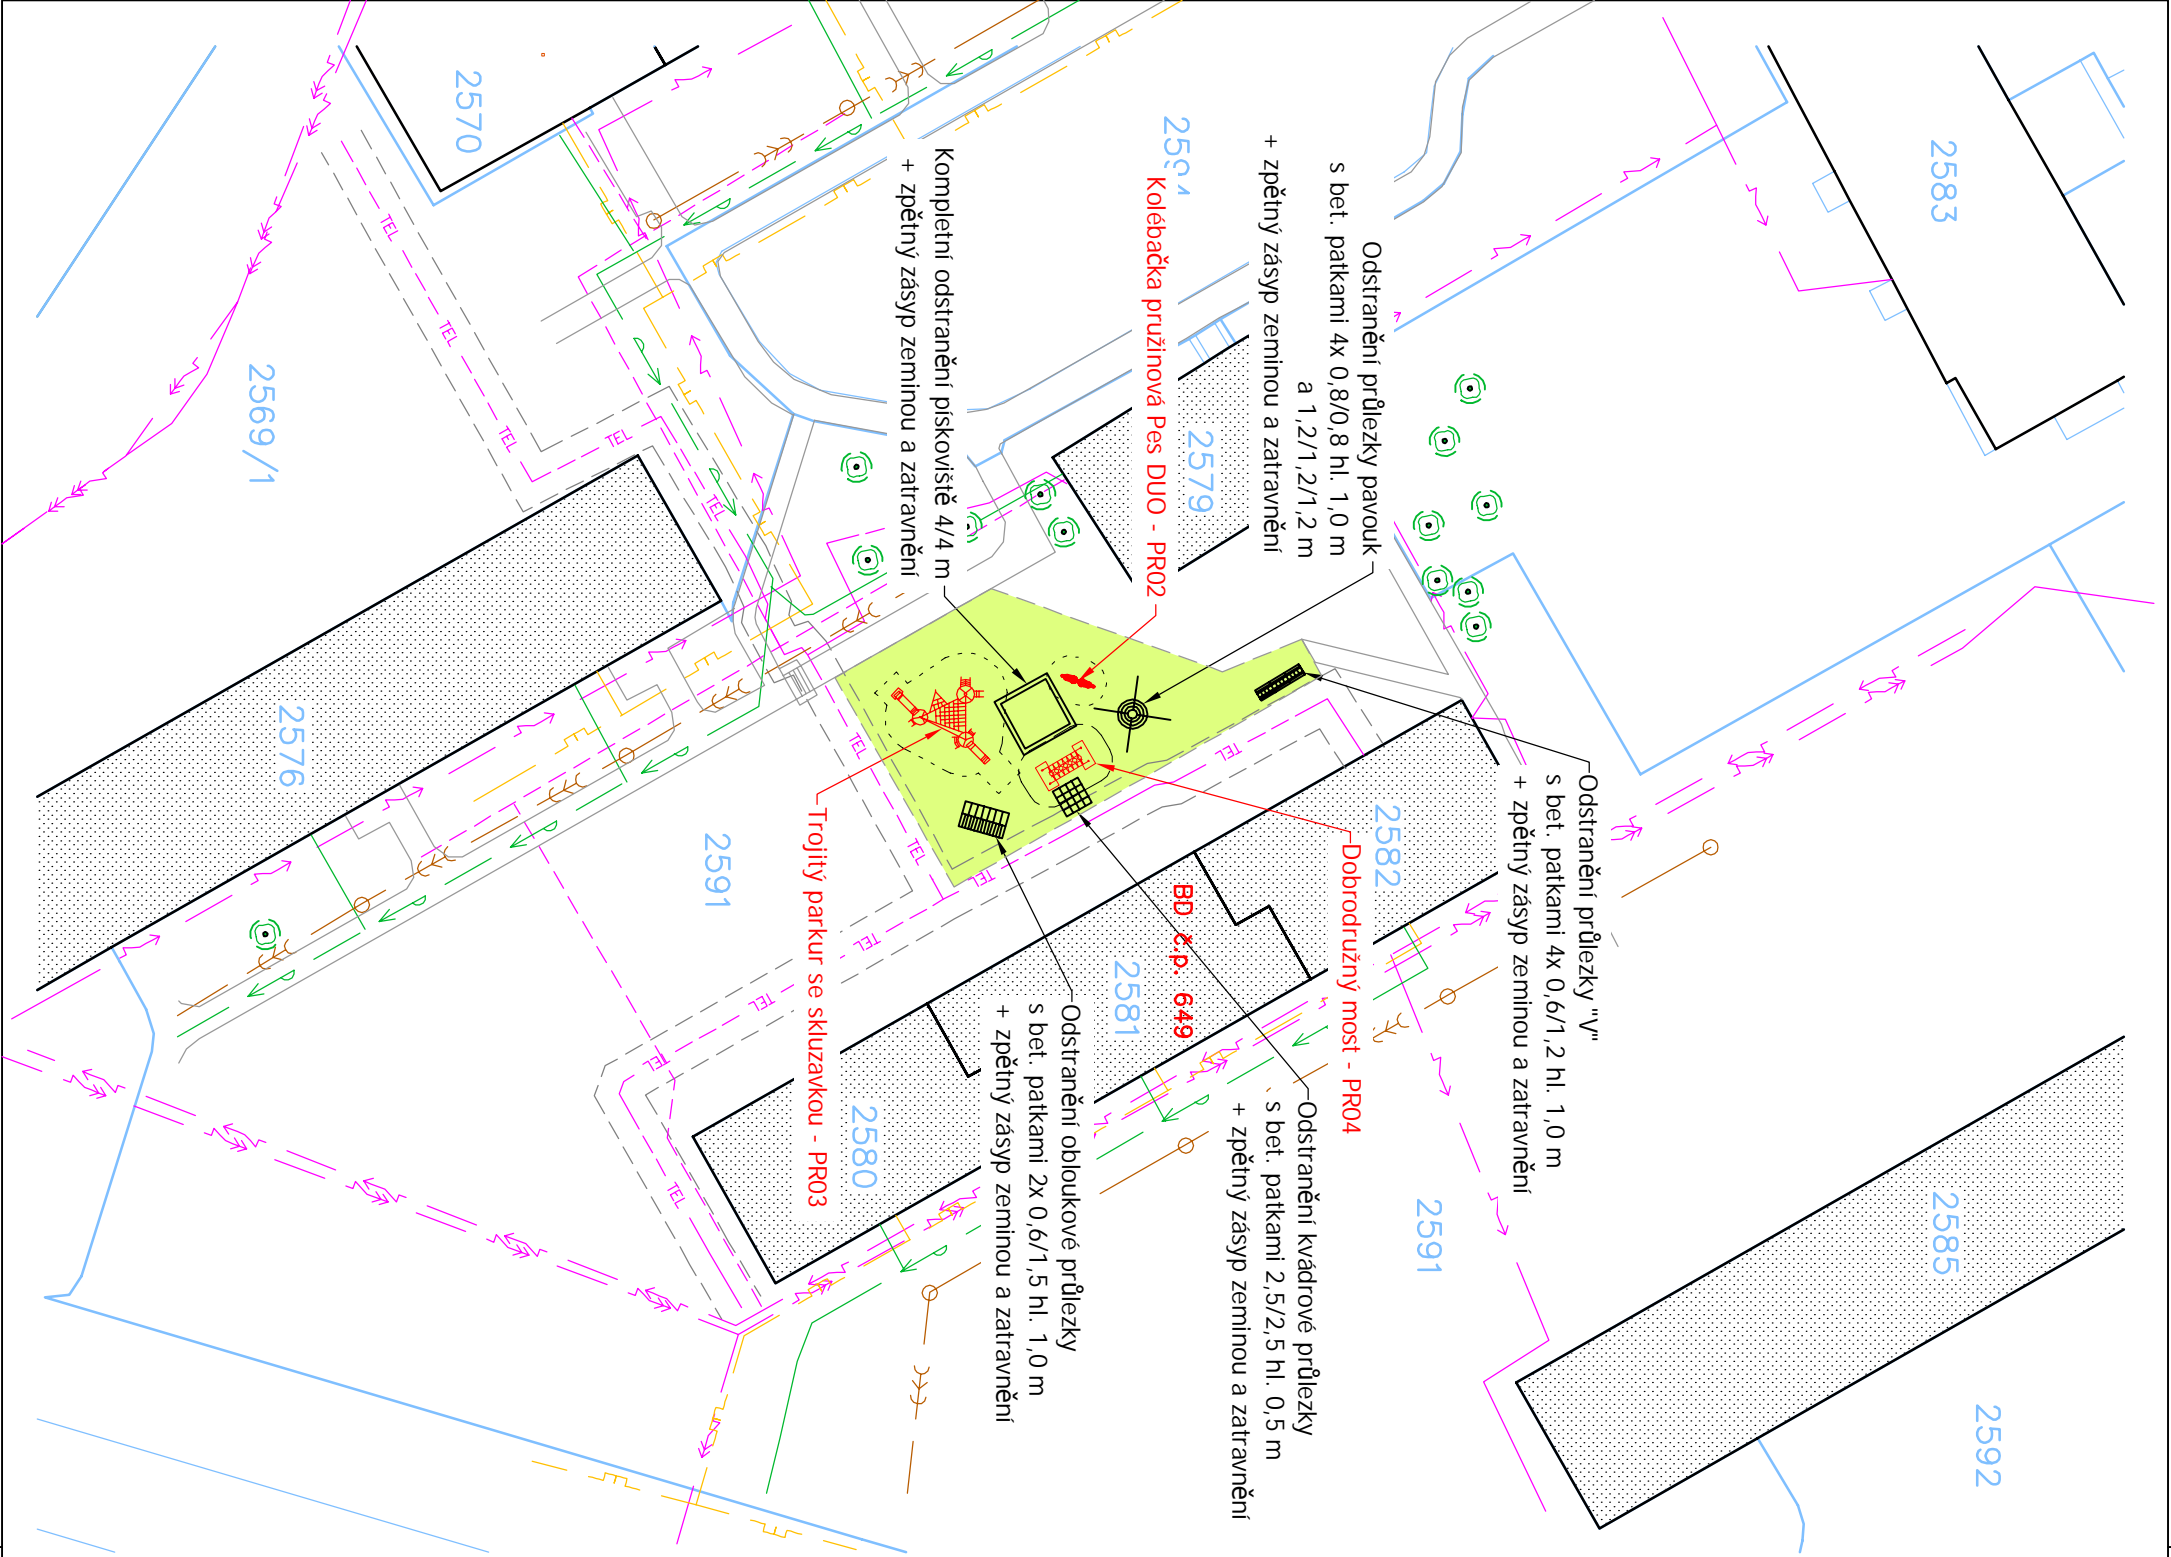 2583
2585
2592
Odstranění průlezky "V"
s bet. patkami 4x 0,6/1,2 hl. 1,0 m
+ zpětný zásyp zeminou a zatravnění
2591
2582
Odstranění průlezky pavouk
s bet. patkami 4x 0,8/0,8 hl. 1,0 m
a 1,2/1,2/1,2 m
+ zpětný zásyp zeminou a zatravnění
Dobrodružný most - PR04
Odstranění kvádrové průlezky
s bet. patkami 2,5/2,5 hl. 0,5 m
+ zpětný zásyp zeminou a zatravnění
2579
BD č.p. 649
Kolébačka pružinová Pes DUO - PR02
2581
Odstranění obloukové průlezky
s bet. patkami 2x 0,6/1,5 hl. 1,0 m
+ zpětný zásyp zeminou a zatravnění
Kompletní odstranění pískoviště 4/4 m
+ zpětný zásyp zeminou a zatravnění
2580
Trojitý parkur se skluzavkou - PR03
2591
2570
2576
2569/1
TEL
TEL
TEL
TEL
TEL
TEL
TEL
TEL
TEL
TEL
TEL
TEL
TEL